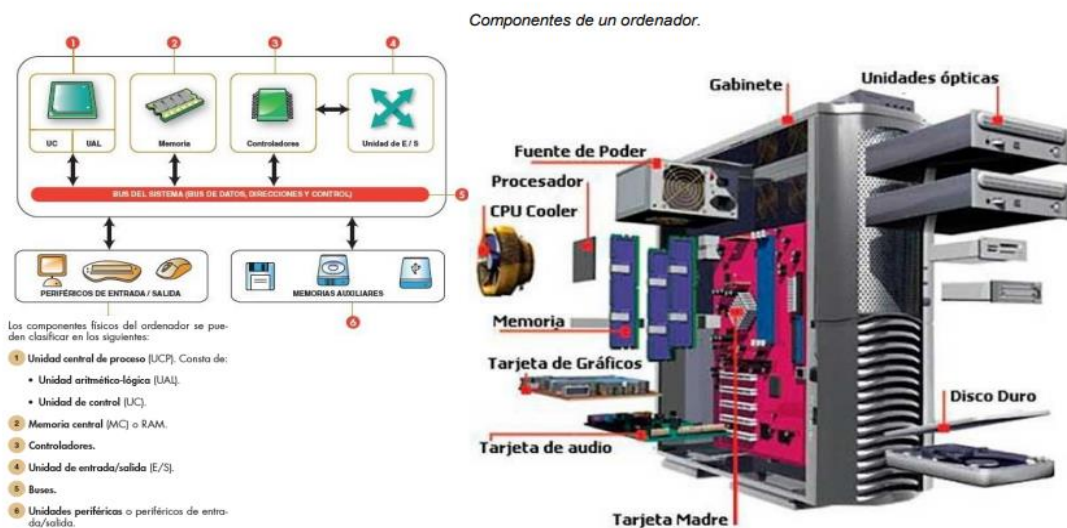 Componentes de un ordenador.
1
2
3
4
UC
UAL
Memoria
Controladores
Unidad de E / S
BUS DEL SISTEMA (BUS DE DATOS, DIRECCIONES Y CONTROL)
5
PERIFÉRICOS DE ENTRADA / SALIDA
MEMORIAS AUXILIARES
6
Los componentes físicos del ordenador se pue-
den clasificar en los siguientes:
1 Unidad central de proceso (UCP). Consta de:
• Unidad aritmético-lógica (UAL).
• Unidad de control (UC).
2 Memoria central (MC) o RAM.
3 Controladores.
4 Unidad de entrada/salida (E/S).
5 Buses.
6 Unidades periféricas o periféricos de entra-
da/salida.
Gabinete
Unidades ópticas
Fuente de Poder
Procesador
CPU Cooler
Memoria
Tarjeta de Gráficos
Tarjeta de audio
Disco Duro
Tarjeta Madre